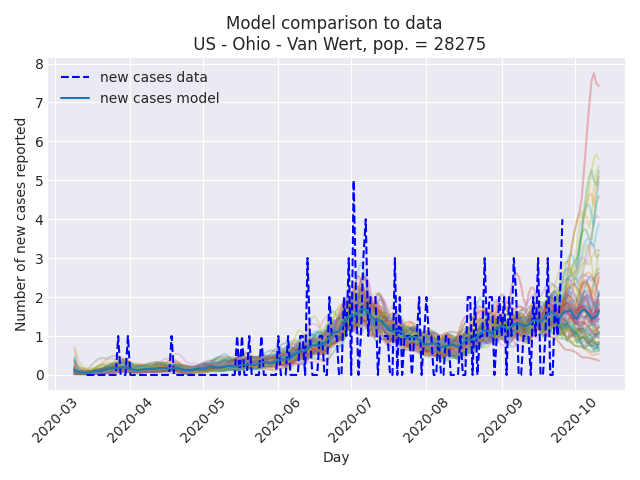 Model comparison to data
US - Ohio - Van Wert, pop. = 28275
new cases data
new cases model
Number of new cases reported
8
7
6
5
4
3
2
1
0
2020-03
2020-04
2020-05
2020-06
2020-07
2020-08
2020-09
2020-10
Day